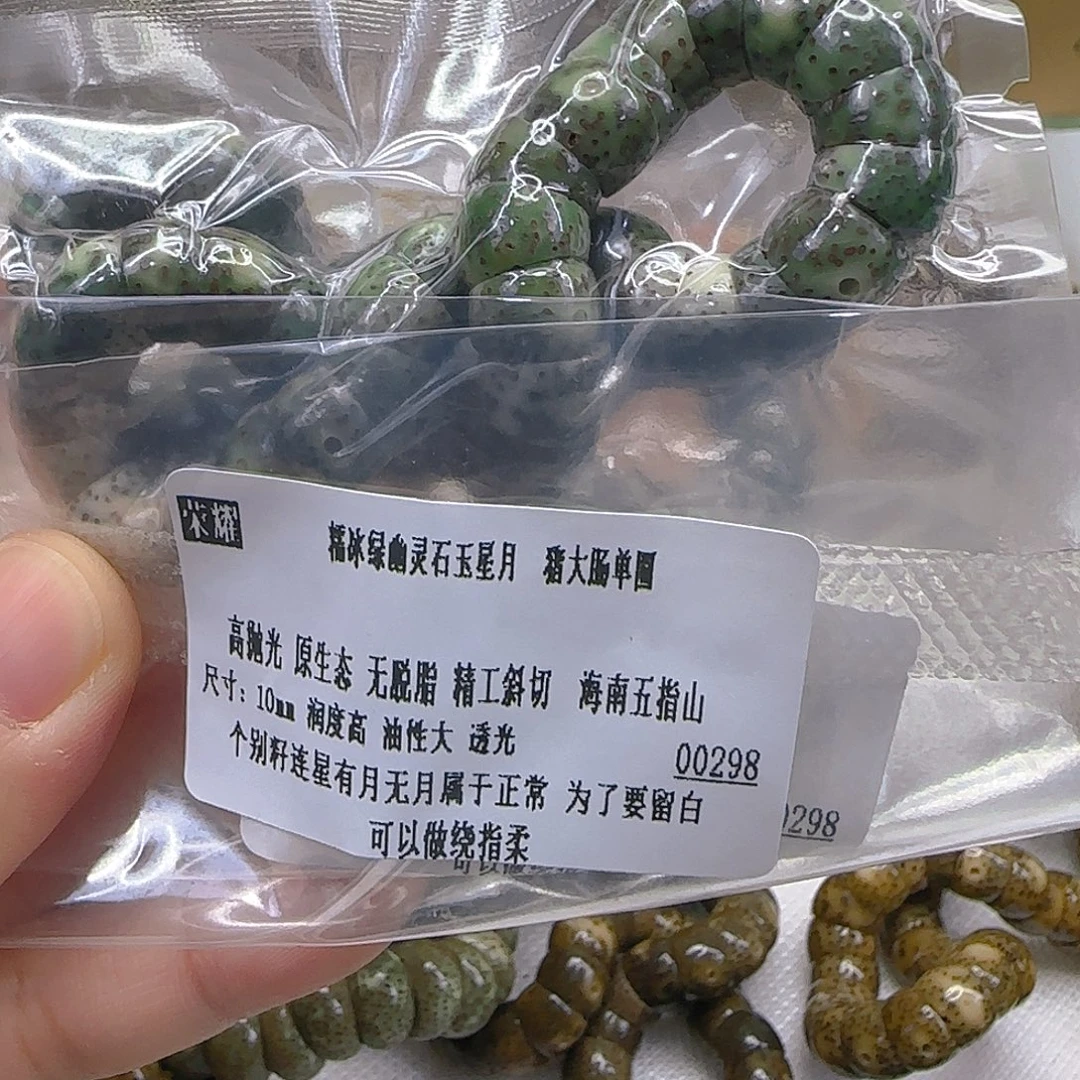 荣耀
糯冰绿幽灵石玉星月 猪大肠单圈
高抛光 原生态 无脱脂 精工斜切 海南五指山
尺寸：10mm 润度高 油性大 透光
00298
个别籽连星有月无月属于正常 为了要留白
可以做绕指柔
0298